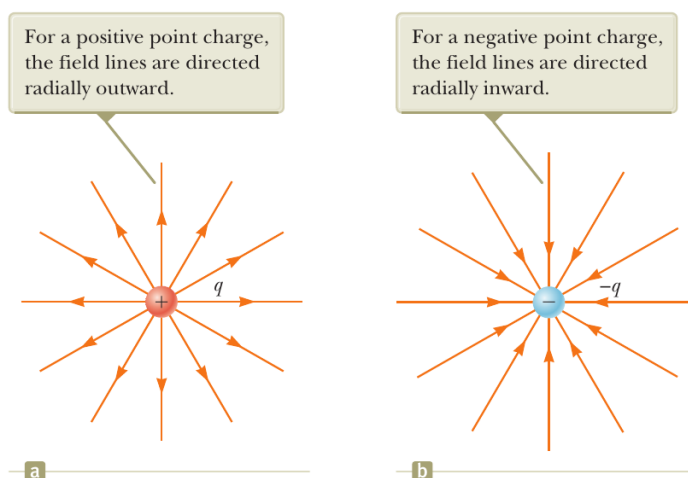 For a positive point charge,
the field lines are directed
radially outward.
For a negative point charge,
the field lines are directed
radially inward.
+
q
−
−q
a
b